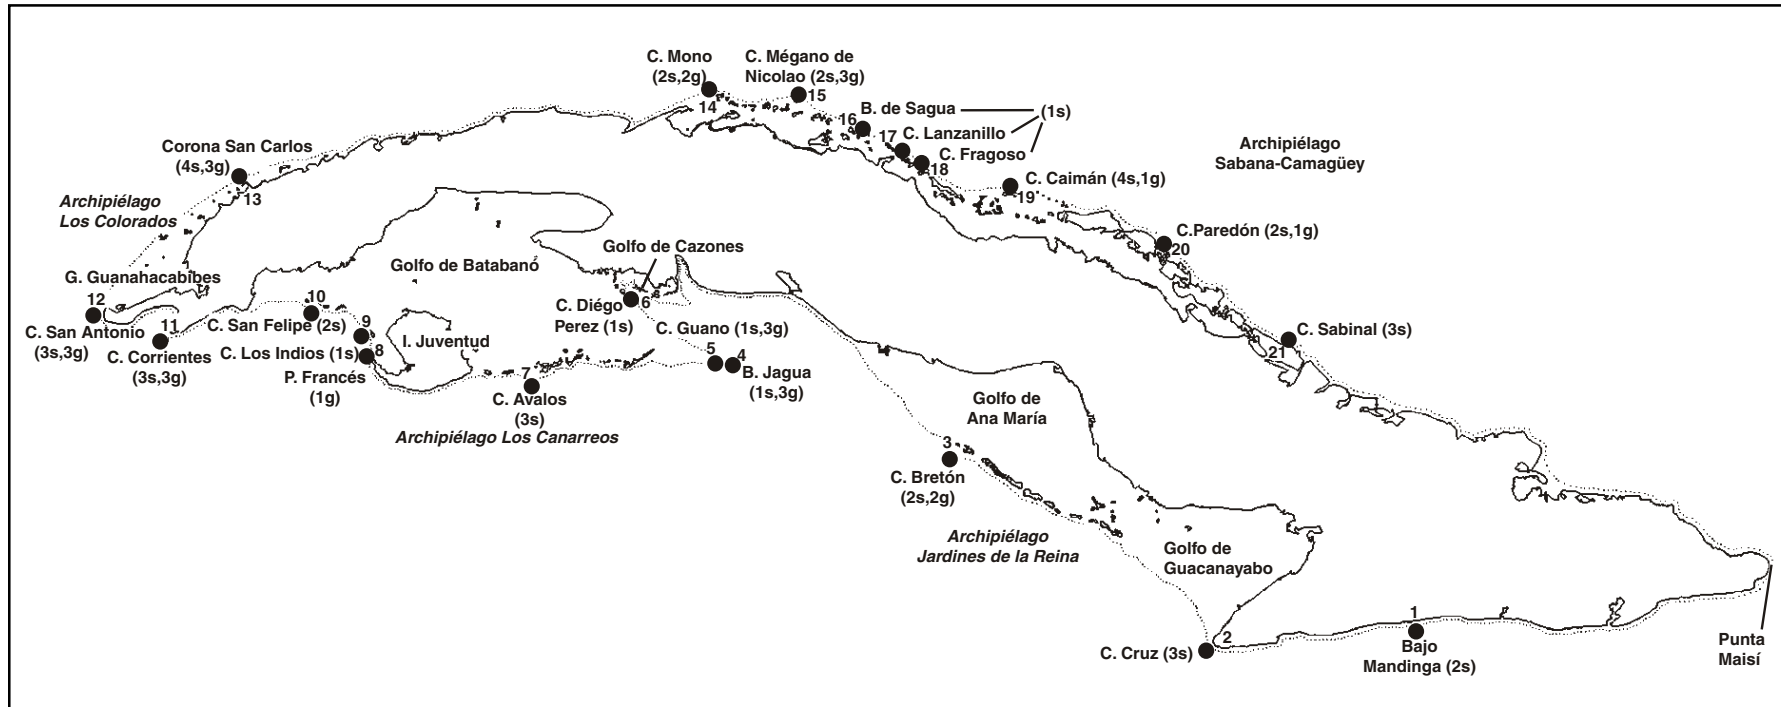 C. Mono
(2s,2g)
14
C. Mégano de
Nicolao (2s,3g)
15
B. de Sagua
(1s)
16
C. Lanzanillo
17
C. Fragoso
18
Archipiélago
Sabana-Camagüey
Corona San Carlos
(4s,3g)
13
C. Caimán (4s,1g)
19
Archipiélago
Los Colorados
C.Paredón (2s,1g)
20
Golfo de Cazones
Golfo de Batabanó
G. Guanahacabibes
12
C. San Antonio
(3s,3g)
11
C. Corrientes
(3s,3g)
10
C. San Felipe (2s)
9
C. Los Indios (1s)
8
P. Francés
(1g)
I. Juventud
C. Diégo
Perez (1s)
6
C. Guano (1s,3g)
5
4
B. Jagua
(1s,3g)
7
C. Avalos
(3s)
Archipiélago Los Canarreos
C. Sabinal (3s)
21
Golfo de
Ana María
3
C. Bretón
(2s,2g)
Archipiélago
Jardines de la Reina
Golfo de
Guacanayabo
2
C. Cruz (3s)
1
Bajo
Mandinga (2s)
Punta
Maisí